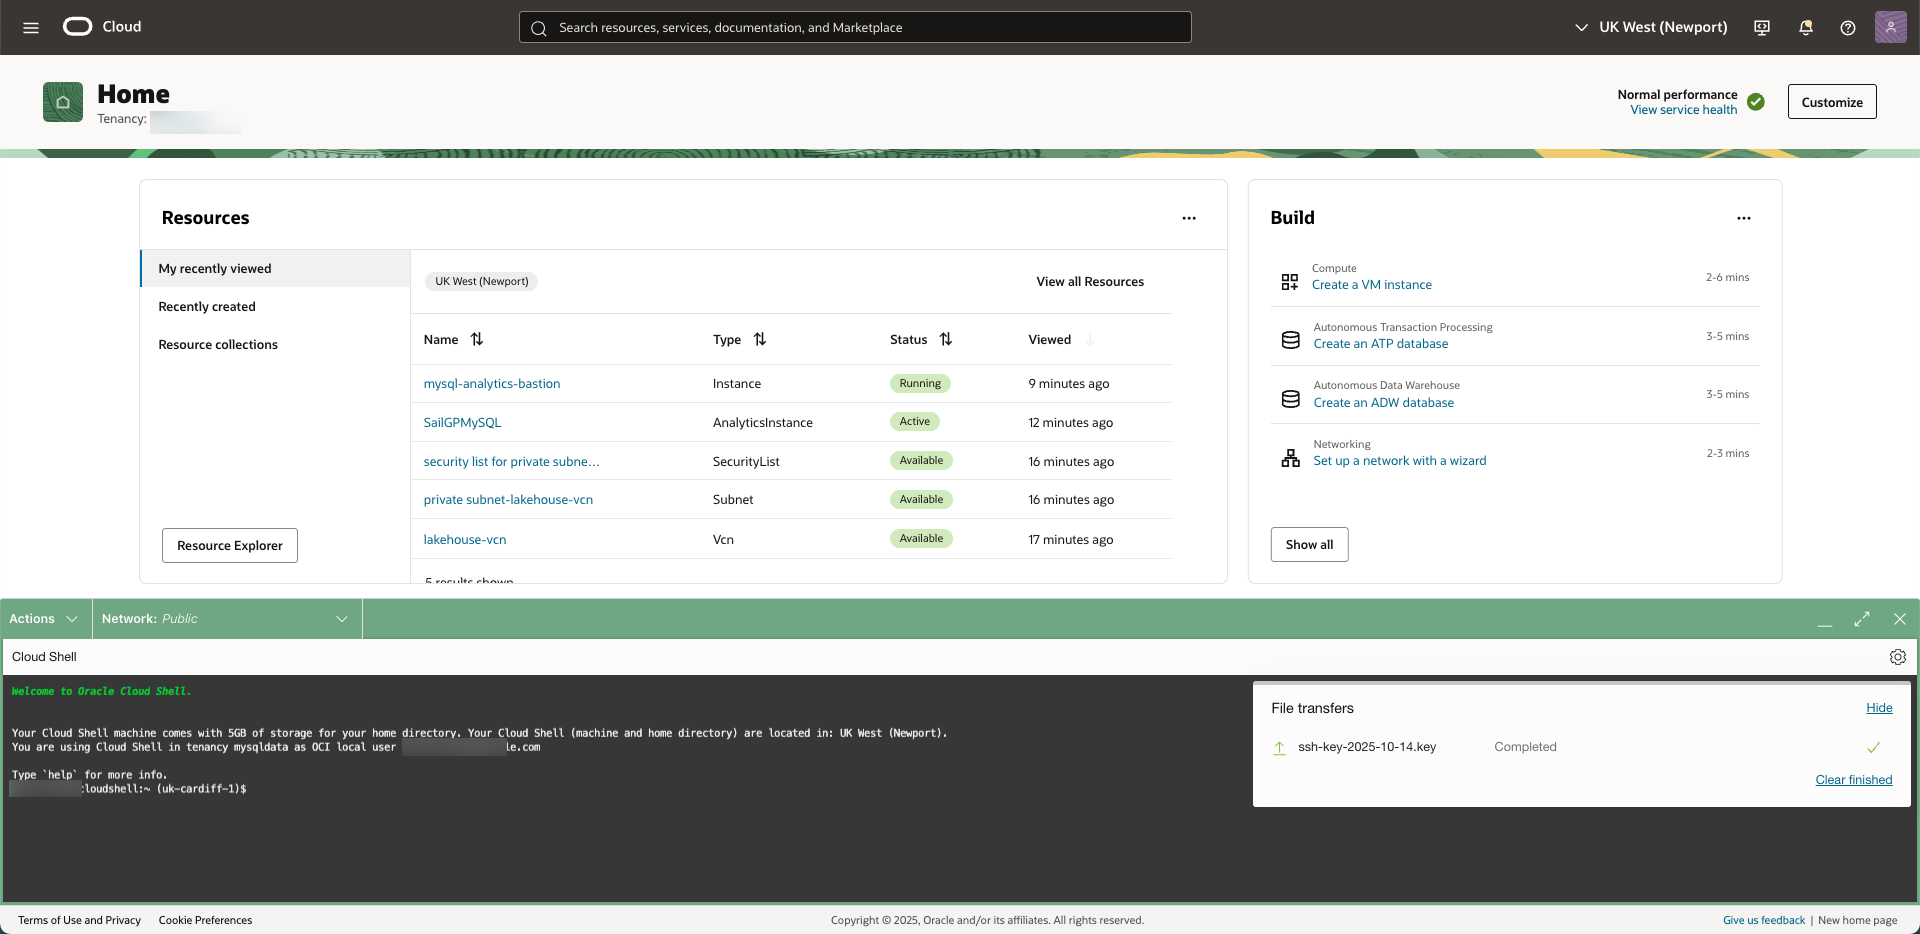 Cloud
Search resources, services, documentation, and Marketplace
UK West (Newport)
Home
Tenancy:
Normal performance
View service health
Customize
Resources
My recently viewed
Recently created
Resource collections
Resource Explorer
UK West (Newport)
View all Resources
Name Type Status Viewed
mysql-analytics-bastion Instance Running 9 minutes ago
SailGPMySQL AnalyticsInstance Active 12 minutes ago
security list for private subne... SecurityList Available 16 minutes ago
private subnet-lakehouse-vcn Subnet Available 16 minutes ago
lakehouse-vcn Vcn Available 17 minutes ago
5 results shown
Build
Compute
Create a VM instance
2-6 mins
Autonomous Transaction Processing
Create an ATP database
3-5 mins
Autonomous Data Warehouse
Create an ADW database
3-5 mins
Networking
Set up a network with a wizard
2-3 mins
Show all
Actions
Network: Public
Cloud Shell
Welcome to Oracle Cloud Shell.
Your Cloud Shell machine comes with 5GB of storage for your home directory. Your Cloud Shell (machine and home directory) are located in: UK West (Newport).
You are using Cloud Shell in tenancy mysqldata as OCI local user le.com
Type `help` for more info.
cloudshell:~ (uk-cardiff-1)$
File transfers
Hide
ssh-key-2025-10-14.key Completed
Clear finished
Terms of Use and Privacy Cookie Preferences
Copyright © 2025, Oracle and/or its affiliates. All rights reserved.
Give us feedback | New home page